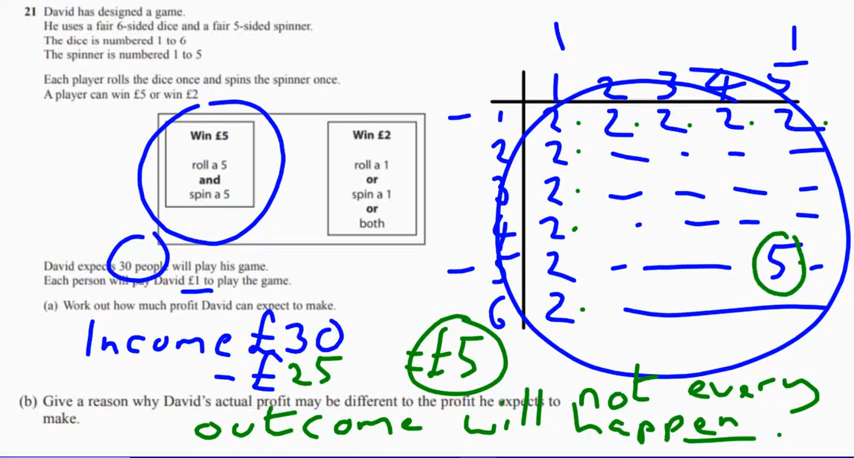 21 David has designed a game.
He uses a fair 6-sided dice and a fair 5-sided spinner.
The dice is numbered 1 to 6
The spinner is numbered 1 to 5
Each player rolls the dice once and spins the spinner once.
A player can win £5 or win £2
Win £5
roll a 5
and
spin a 5
Win £2
roll a 1
or
spin a 1
or
both
David expects 30 people will play his game.
Each person will pay David £1 to play the game.
(a) Work out how much profit David can expect to make.
Income £30
- £25
££5
1 1
1 2 3 4 5
1 2 2 2 2 2
2 2
3 2
4 2
5 2 5
6 2
(b) Give a reason why David's actual profit may be different to the profit he expects to
make.
not every
outcome will happen.